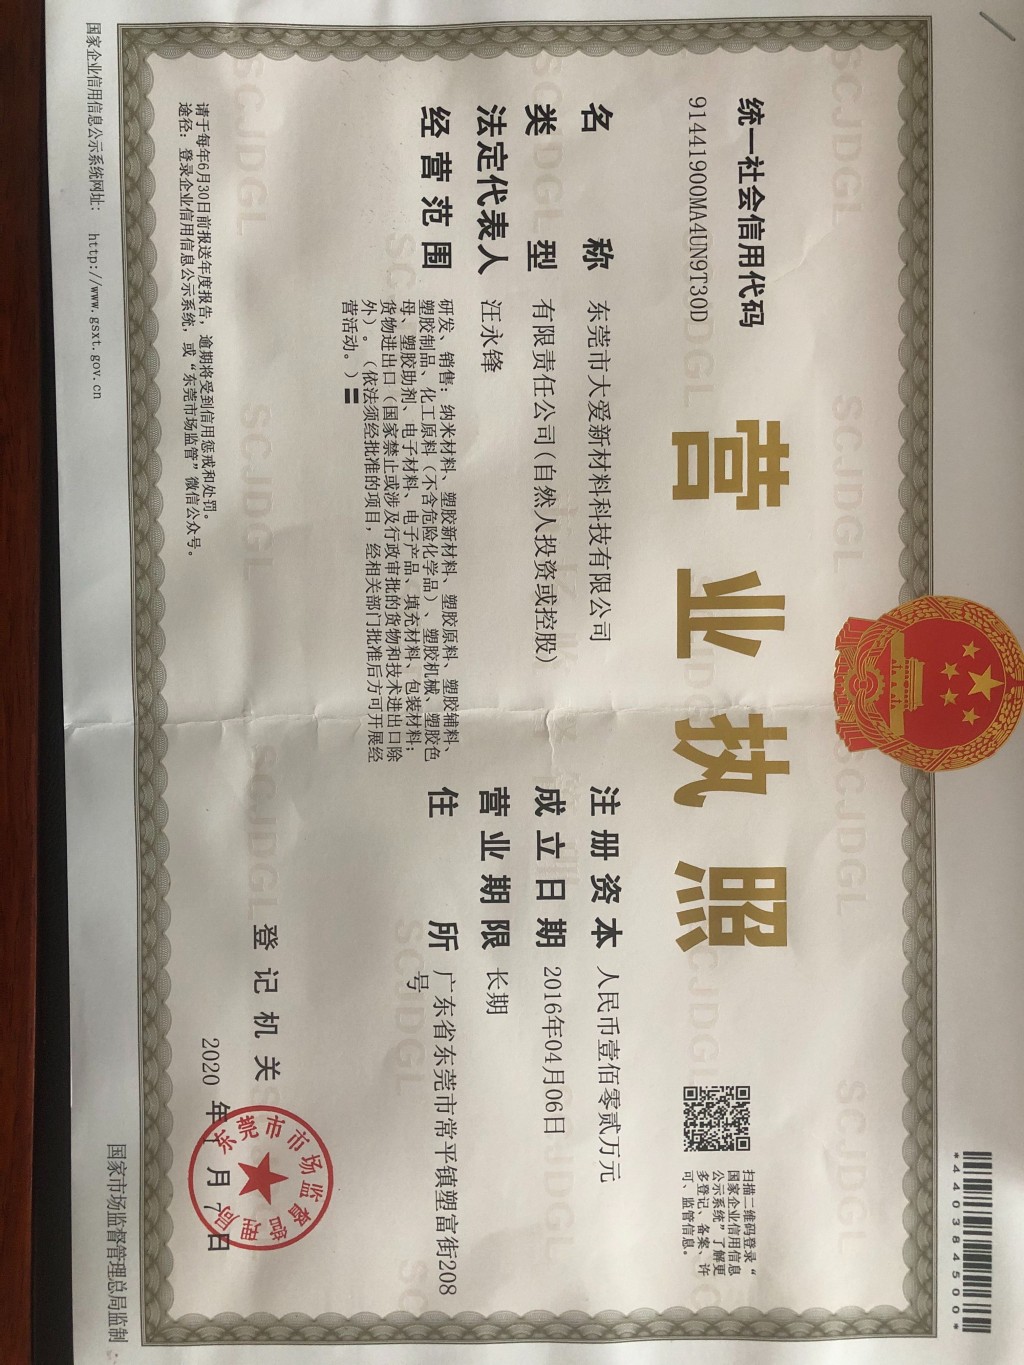 *440384500*
营业执照
统一社会信用代码
91441900MA4UN9T30D
扫描二维码登录“
国家企业信用信息
公示系统”了解更
多登记、备案、许
可、监管信息。
名称 东莞市大爱新材料科技有限公司
类型 有限责任公司(自然人投资或控股)
法定代表人 汪永锋
经营范围 研发、销售：纳米材料、塑胶新材料、塑胶原料、塑胶辅料、
塑胶制品、化工原料（不含危险化学品）、塑胶机械、塑胶色
母、塑胶助剂、电子材料、电子产品、填充材料、包装材料；
货物进出口（国家禁止或涉及行政审批的货物和技术进出口除
外）。（依法须经批准的项目，经相关部门批准后方可开展经
营活动。）
注册资本 人民币壹佰零贰万元
成立日期 2016年04月06日
营业期限 长期
住所 广东省东莞市常平镇塑富街208
号
登记机关
东莞市市场监督管理局
2020 年 月 7 日
请于每年6月30日前报送年度报告，逾期将受到信用惩戒和处罚。
途径：登录企业信用信息公示系统，或“东莞市场监管”微信公众号。
国家企业信用信息公示系统网址： http://www.gsxt.gov.cn
国家市场监督管理总局监制
SCJDGL